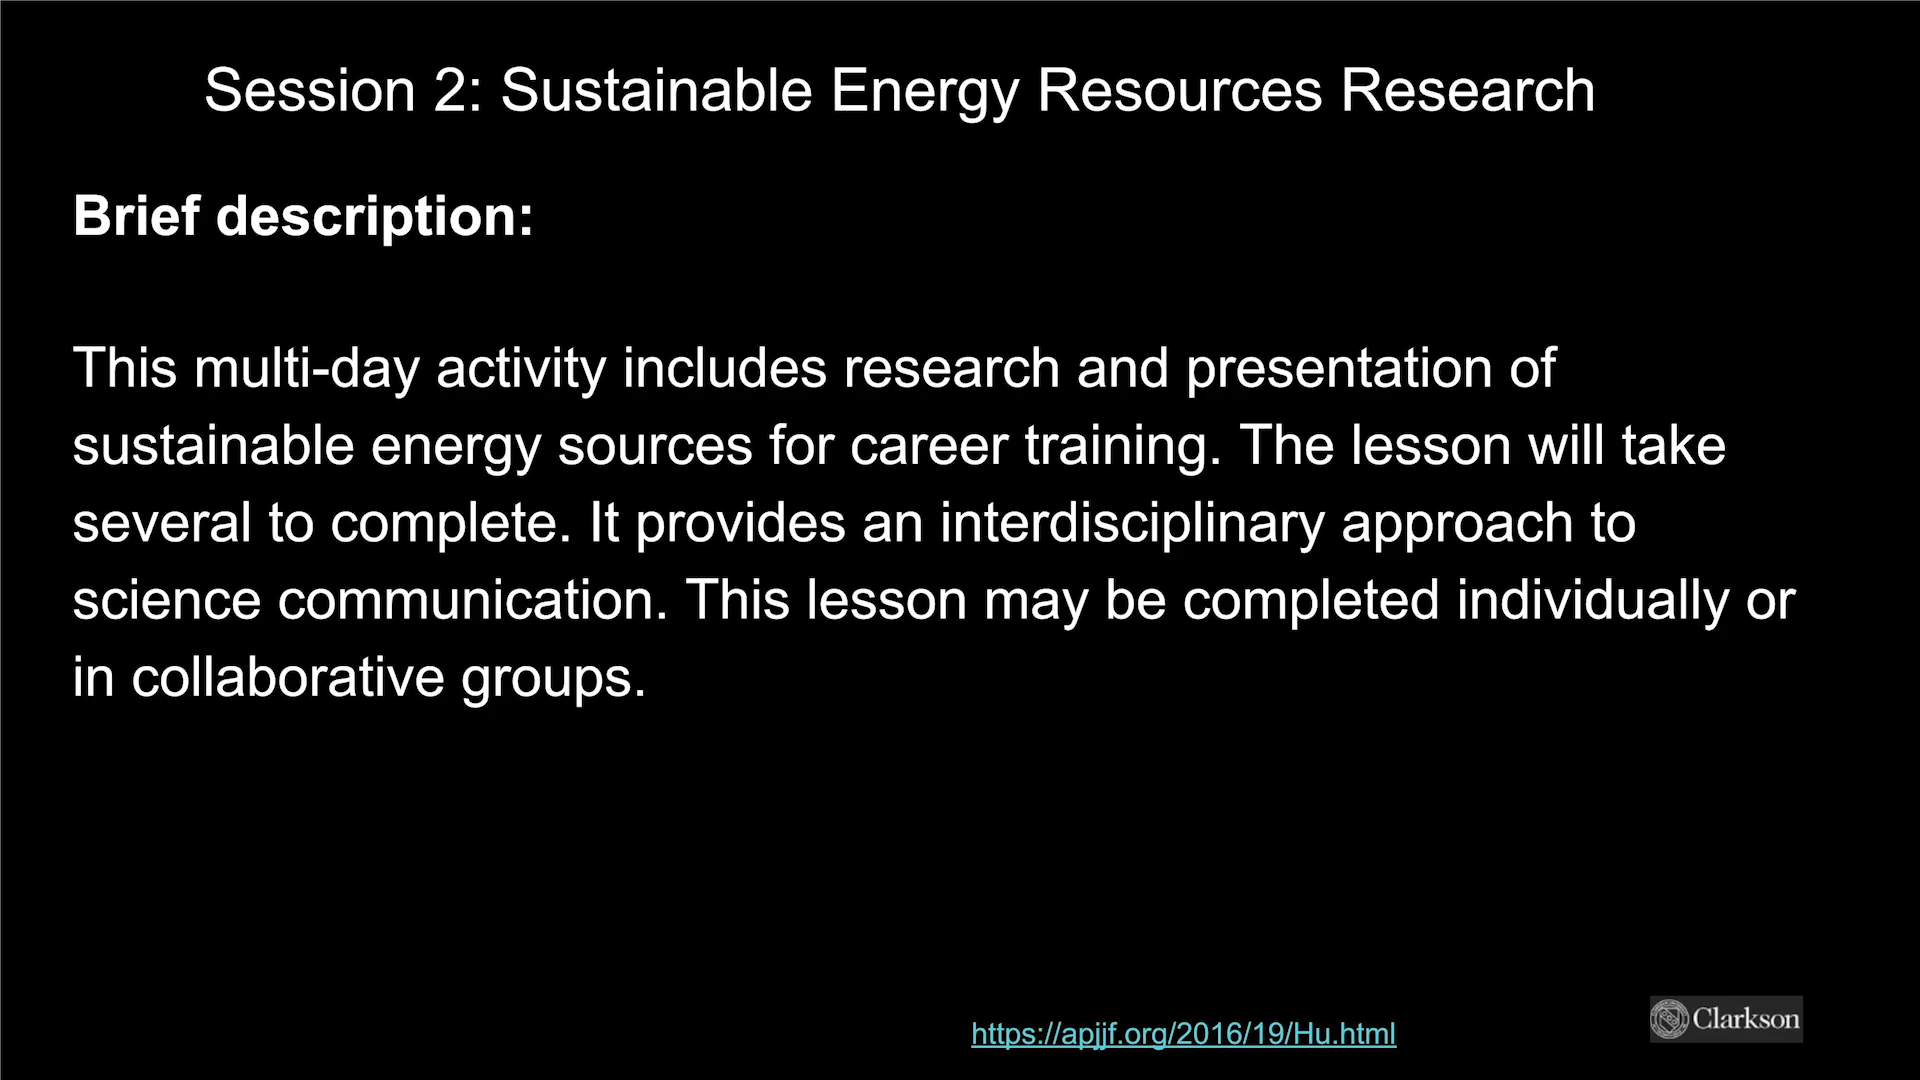 Session 2: Sustainable Energy Resources Research
Brief description:
This multi-day activity includes research and presentation of
sustainable energy sources for career training. The lesson will take
several to complete. It provides an interdisciplinary approach to
science communication. This lesson may be completed individually or
in collaborative groups.
https://apjjf.org/2016/19/Hu.html
Clarkson